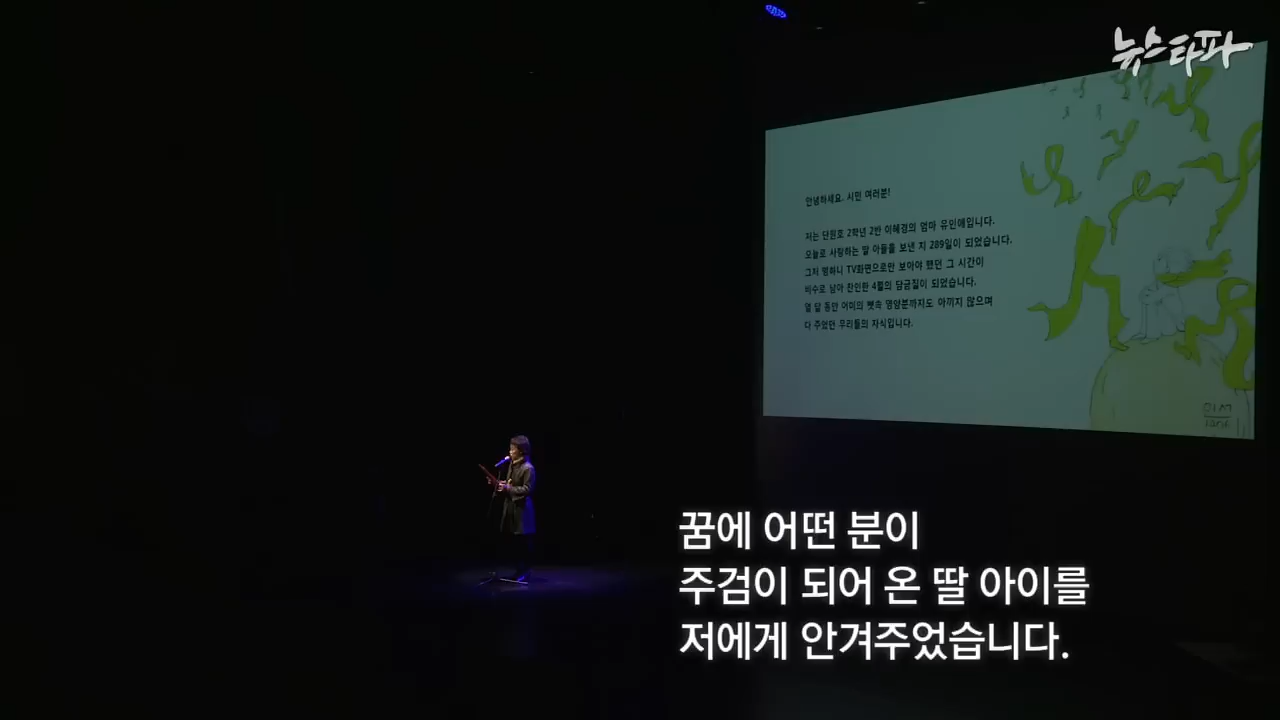 뉴스타파
안녕하세요. 시민 여러분!
저는 단원고 2학년 2반 이혜경의 엄마 유인애입니다.
오늘로 사랑하는 딸 아들을 보낸 지 289일이 되었습니다.
그저 멍하니 TV화면으로만 보아야 했던 그 시간이
비수로 남아 잔인한 4월의 담금질이 되었습니다.
열 달 동안 어미의 뼛속 영양분까지도 아끼지 않으며
다 주었던 우리들의 자식입니다.
꿈에 어떤 분이
주검이 되어 온 딸 아이를
저에게 안겨주었습니다.